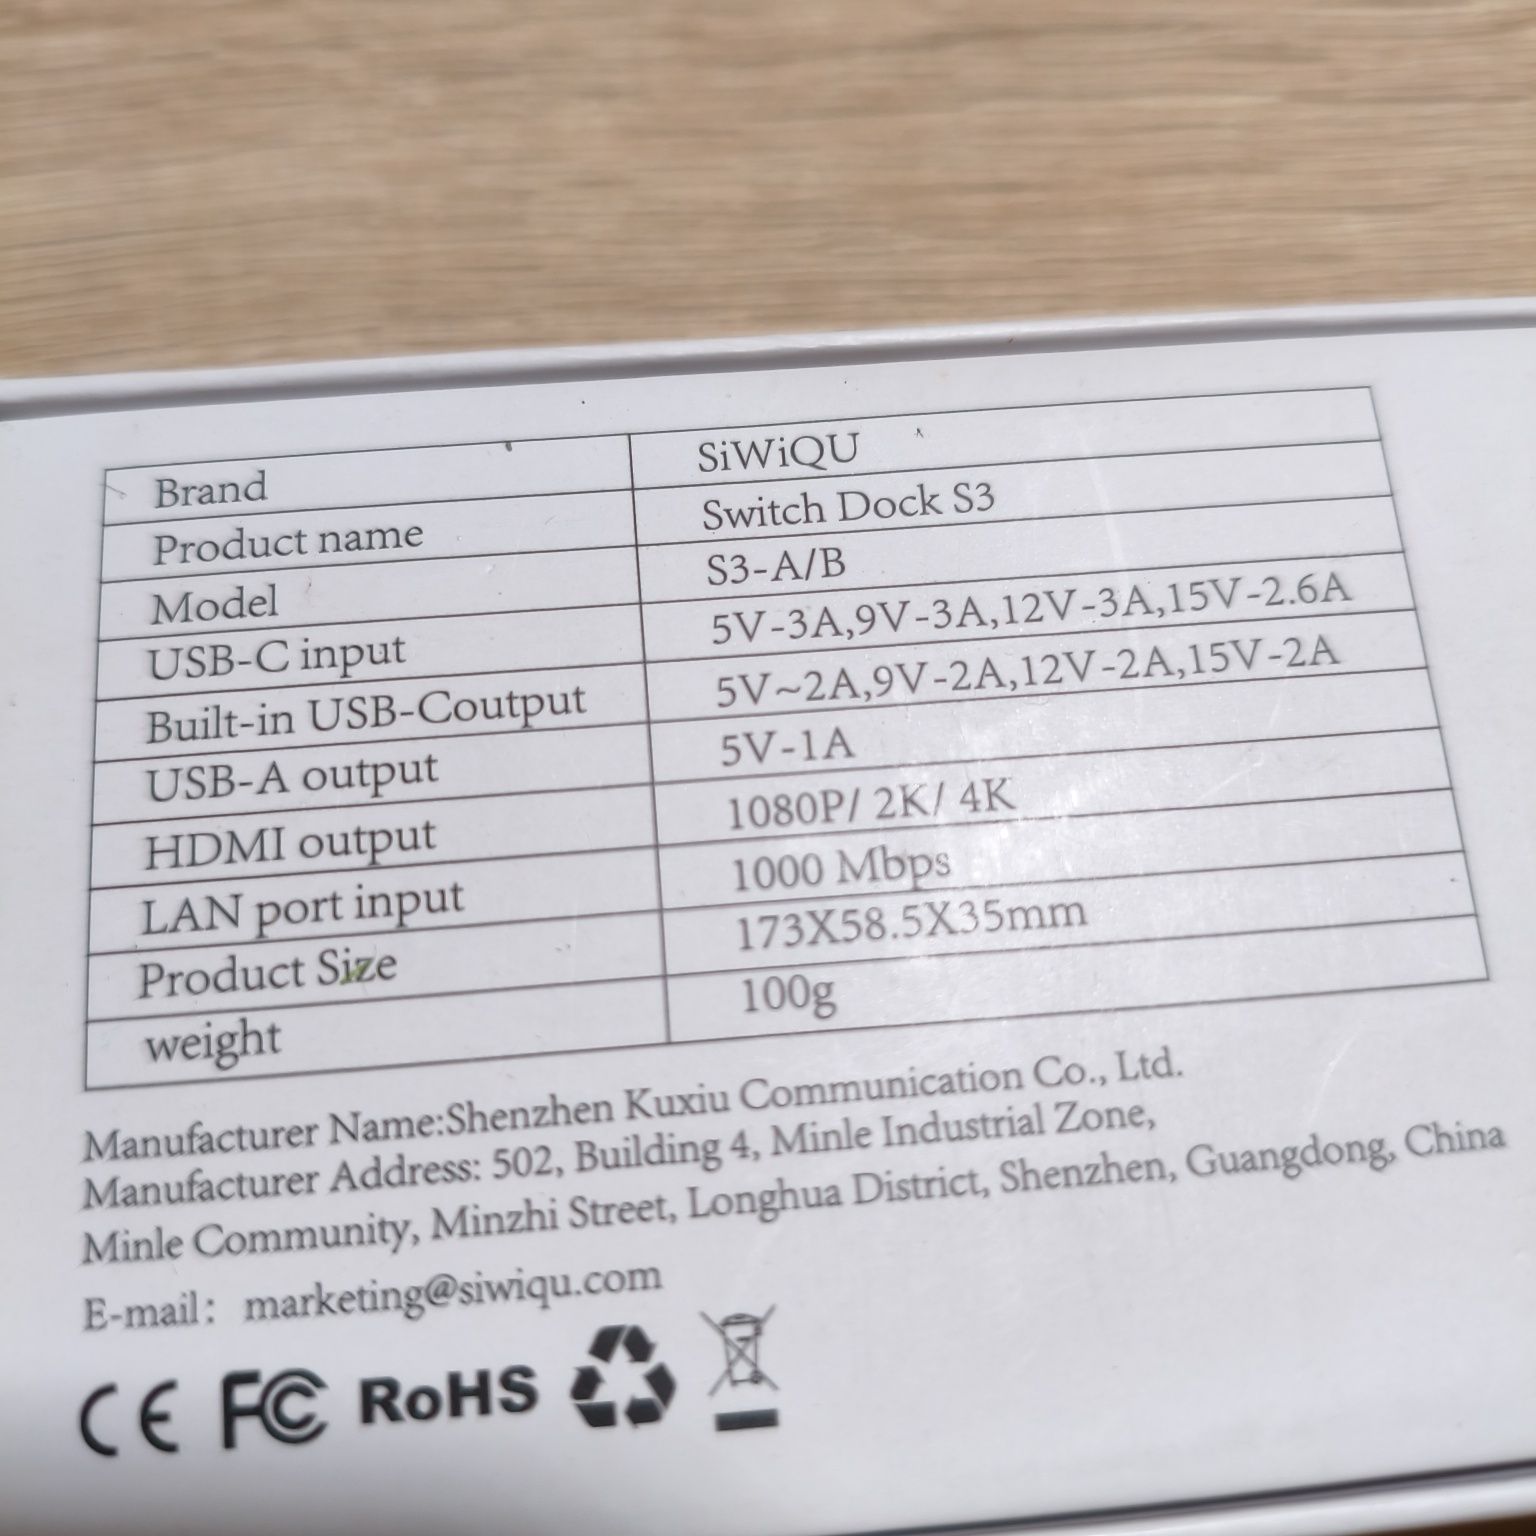 Brand SiWiQU
Product name Switch Dock S3
Model S3-A/B
USB-C input 5V-3A,9V-3A,12V-3A,15V-2.6A
Built-in USB-Coutput 5V~2A,9V-2A,12V-2A,15V-2A
USB-A output 5V-1A
HDMI output 1080P/ 2K/ 4K
LAN port input 1000 Mbps
Product Size 173X58.5X35mm
weight 100g
Manufacturer Name:Shenzhen Kuxiu Communication Co., Ltd.
Manufacturer Address: 502, Building 4, Minle Industrial Zone,
Minle Community, Minzhi Street, Longhua District, Shenzhen, Guangdong, China
E-mail: marketing@siwiqu.com
CE FC RoHS